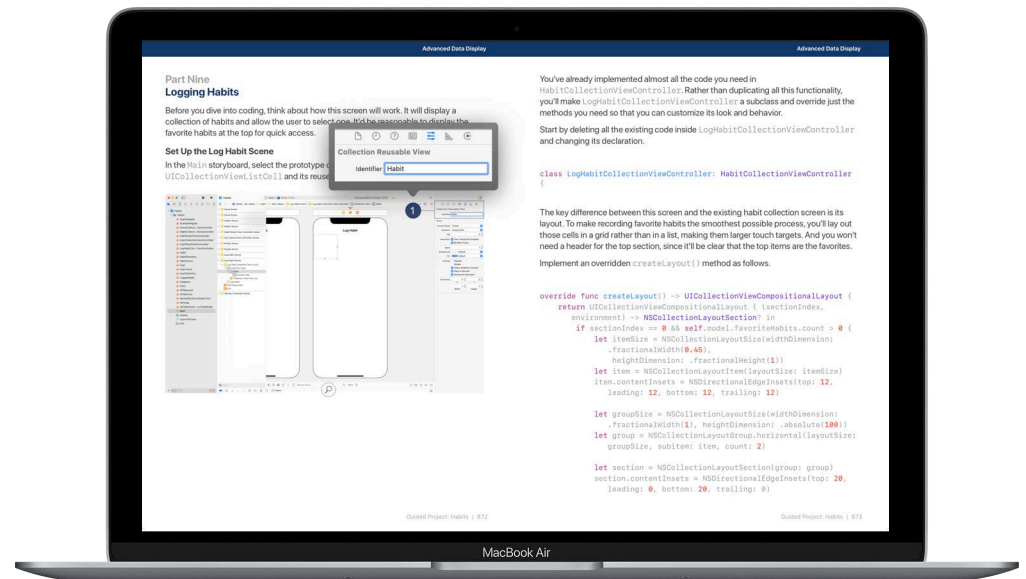 Advanced Data Display
Part Nine
Logging Habits
Before you dive into coding, think about how this screen will work. It will display a
collection of habits and allow the user to select one. It'd be reasonable to display the
favorite habits at the top for quick access.
Set Up the Log Habit Scene
In the Main storyboard, select the prototype
UICollectionViewListCell and its reuse
Collection Reusable View
Identifier Habit
1
Log Habit
Guided Project: Habits | 872
Advanced Data Display
You've already implemented almost all the code you need in
HabitCollectionViewController. Rather than duplicating all this functionality,
you'll make LogHabitCollectionViewController a subclass and override just the
methods you need so that you can customize its look and behavior.
Start by deleting all the existing code inside LogHabitCollectionViewController
and changing its declaration.
class LogHabitCollectionViewController: HabitCollectionViewController
{
The key difference between this screen and the existing habit collection screen is its
layout. To make recording favorite habits the smoothest possible process, you'll lay out
those cells in a grid rather than in a list, making them larger touch targets. And you won't
need a header for the top section, since it'll be clear that the top items are the favorites.
Implement an overridden createLayout() method as follows.
override func createLayout() -> UICollectionViewCompositionalLayout {
return UICollectionViewCompositionalLayout { (sectionIndex,
environment) -> NSCollectionLayoutSection? in
if sectionIndex == 0 && self.model.favoriteHabits.count > 0 {
let itemSize = NSCollectionLayoutSize(widthDimension:
.fractionalWidth(0.45),
heightDimension: .fractionalHeight(1))
let item = NSCollectionLayoutItem(layoutSize: itemSize)
item.contentInsets = NSDirectionalEdgeInsets(top: 12,
leading: 12, bottom: 12, trailing: 12)
let groupSize = NSCollectionLayoutSize(widthDimension:
.fractionalWidth(1), heightDimension: .absolute(100))
let group = NSCollectionLayoutGroup.horizontal(layoutSize:
groupSize, subitem: item, count: 2)
let section = NSCollectionLayoutSection(group: group)
section.contentInsets = NSDirectionalEdgeInsets(top: 20,
leading: 0, bottom: 20, trailing: 0)
Guided Project: Habits | 873
MacBook Air